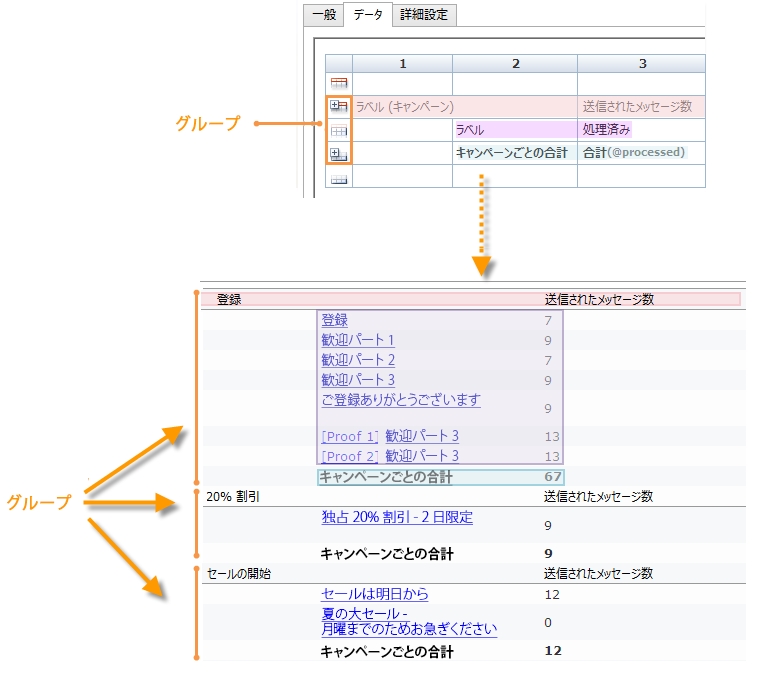 一般 データ 詳細設定
1 2 3
ラベル (キャンペーン) 送信されたメッセージ数
グループ
ラベル 処理済み
キャンペーンごとの合計 合計(@processed)
登録 送信されたメッセージ数
登録 7
歓迎パート 1 9
歓迎パート 2 7
歓迎パート 3 9
ご登録ありがとうございます 9
[Proof 1] 歓迎パート 3 13
[Proof 2] 歓迎パート 3 13
キャンペーンごとの合計 67
グループ
20% 割引 送信されたメッセージ数
独占 20% 割引 - 2 日限定 9
キャンペーンごとの合計 9
セールの開始 送信されたメッセージ数
セールは明日から 12
夏の大セール -
月曜までのためお急ぎください 0
キャンペーンごとの合計 12